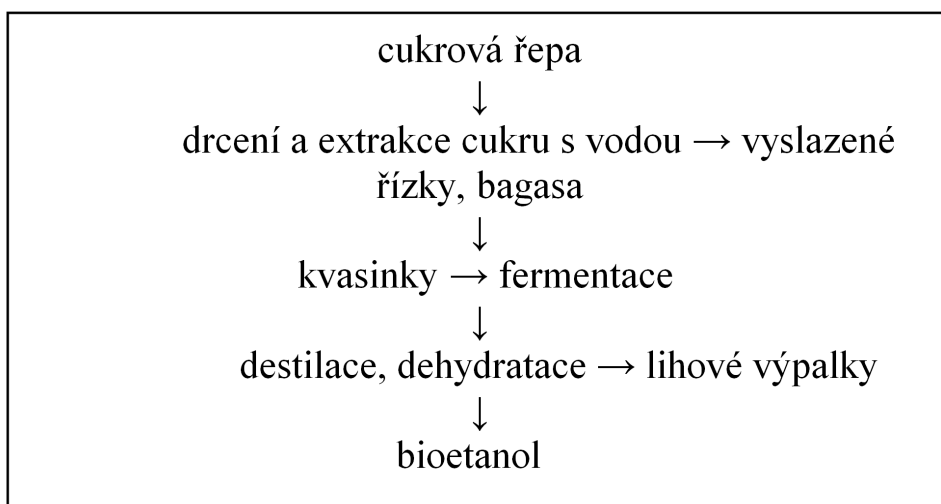 cukrová řepa
↓
drcení a extrakce cukru s vodou → vyslazené
řízky, bagasa
↓
kvasinky → fermentace
↓
destilace, dehydratace → lihové výpalky
↓
bioetanol